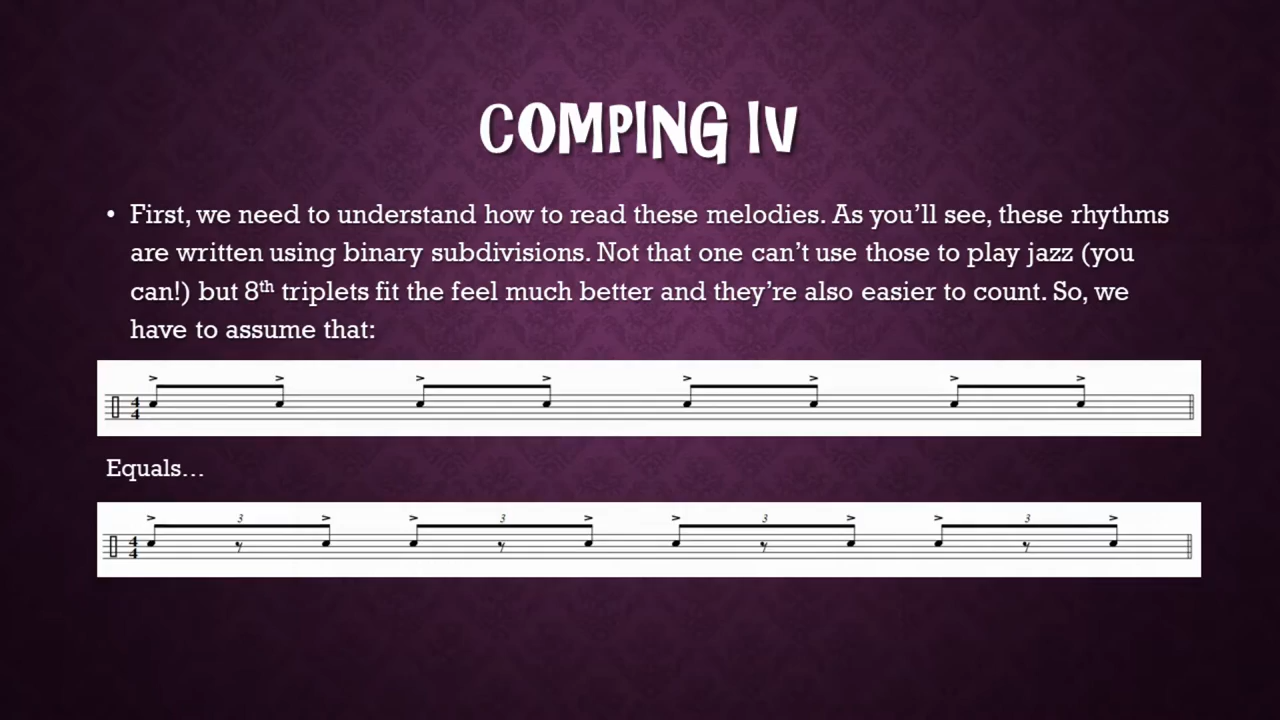 COMPING IV
• First, we need to understand how to read these melodies. As you’ll see, these rhythms
are written using binary subdivisions. Not that one can’t use those to play jazz (you
can!) but 8th triplets fit the feel much better and they’re also easier to count. So, we
have to assume that:
4
4
Equals…
3 3 3 3
4
4